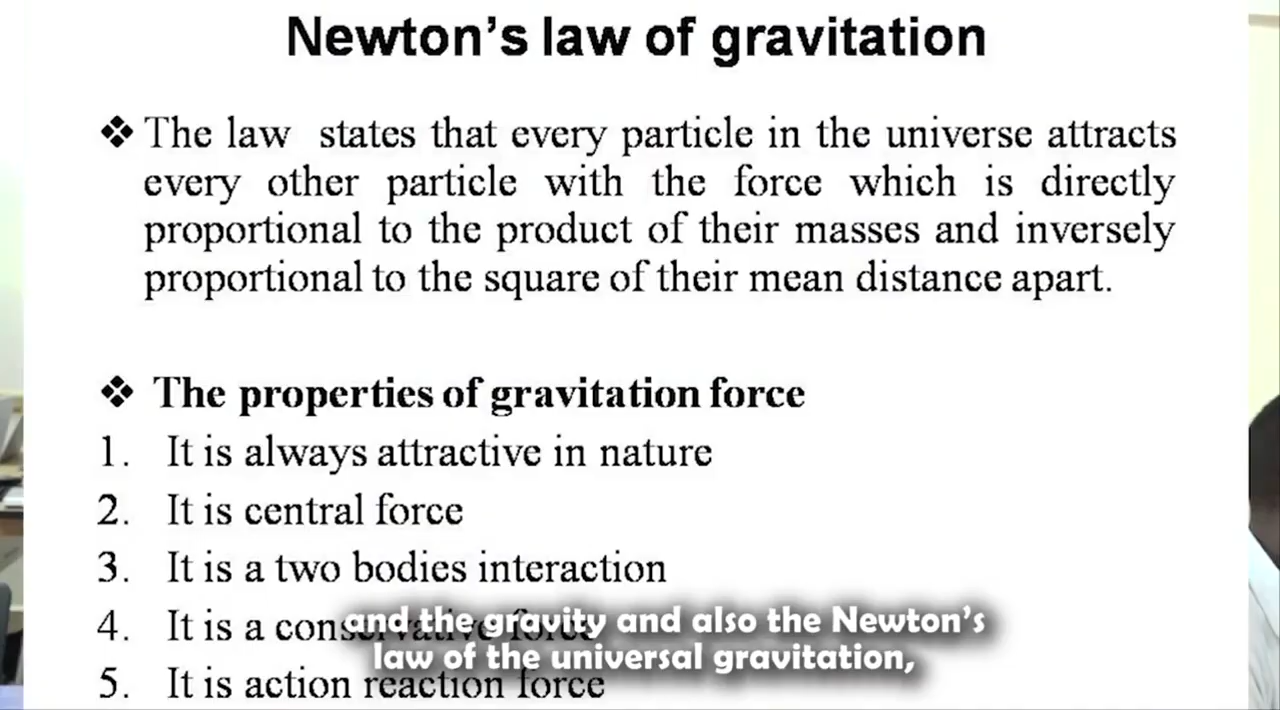 Newton's law of gravitation
❖ The law states that every particle in the universe attracts
every other particle with the force which is directly
proportional to the product of their masses and inversely
proportional to the square of their mean distance apart.
❖ The properties of gravitation force
1. It is always attractive in nature
2. It is central force
3. It is a two bodies interaction
4. It is a conservative force
5. It is action reaction force
and the gravity and also the Newton's
law of the universal gravitation,